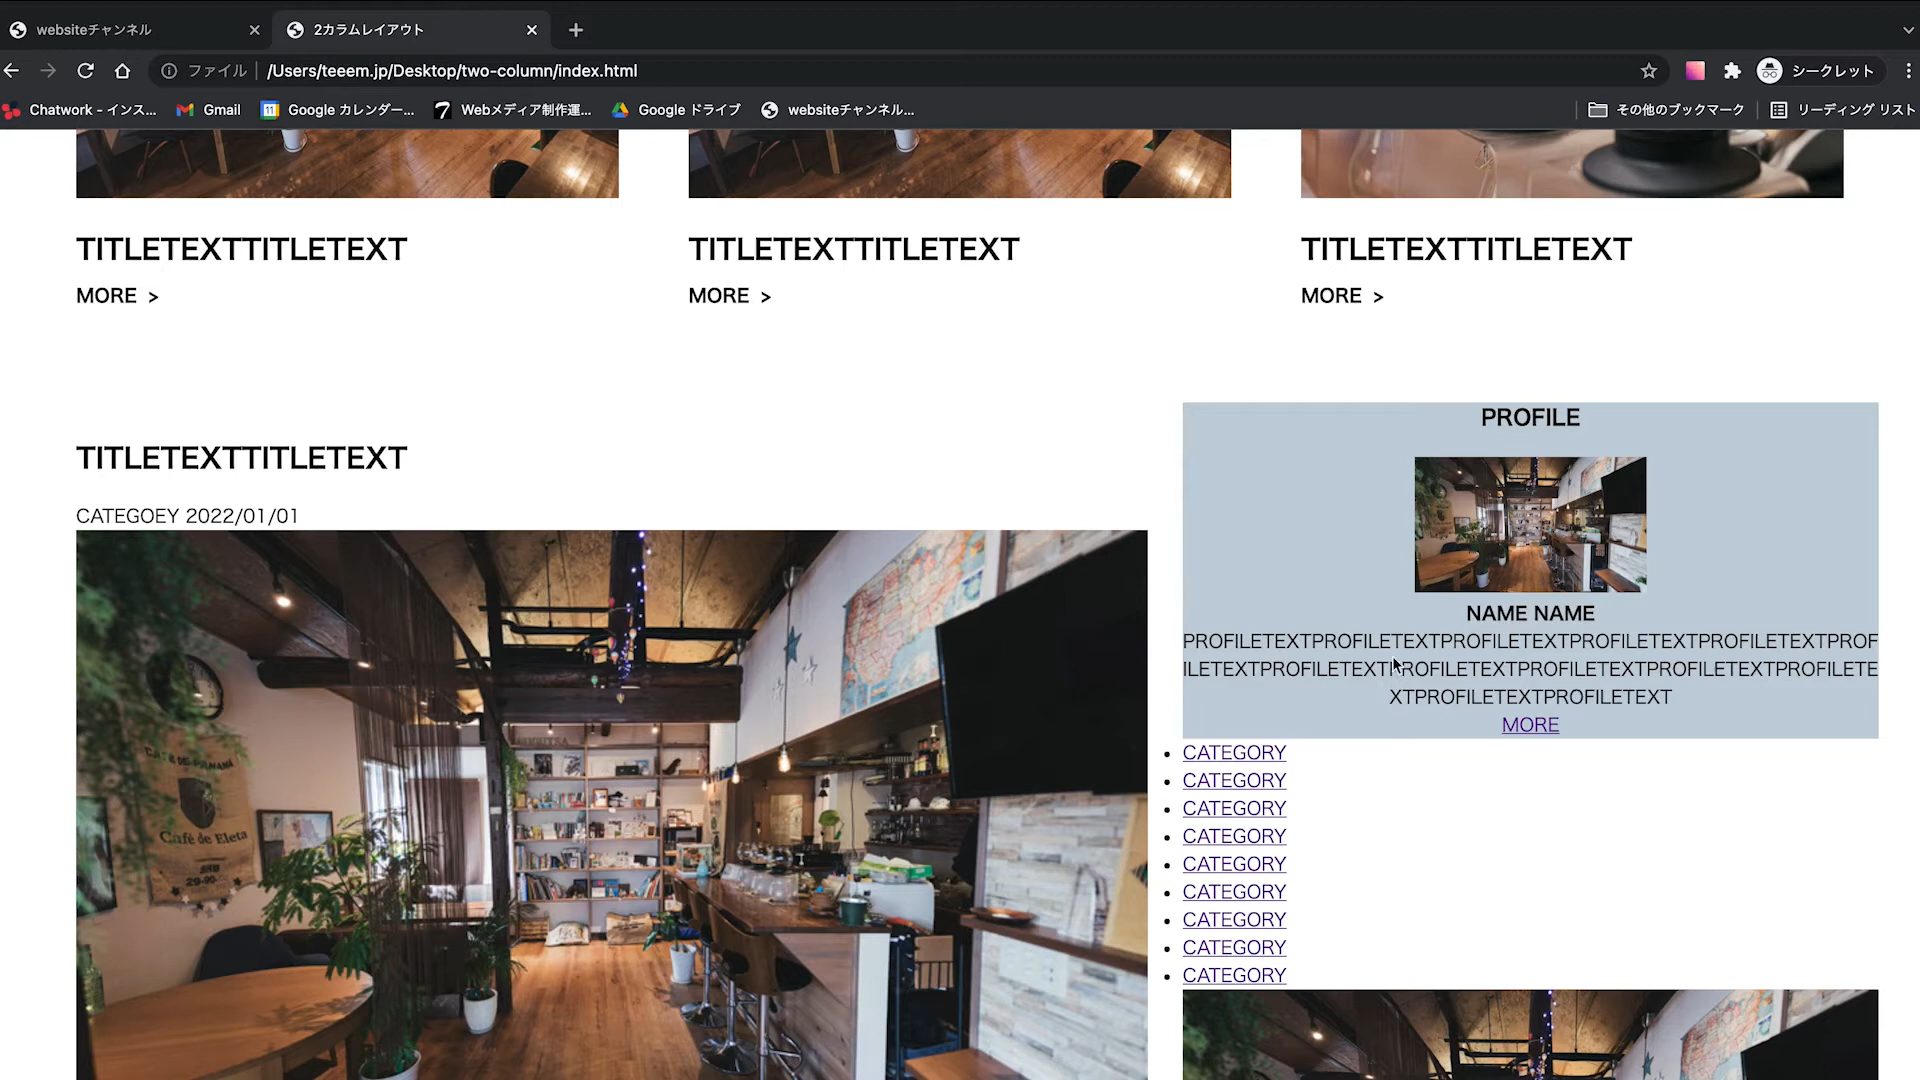 websiteチャンネル
2カラムレイアウト
ファイル
/Users/teeem.jp/Desktop/two-column/index.html
シークレット
Chatwork - インス...
Gmail
Google カレンダー...
Webメディア制作運...
Google ドライブ
websiteチャンネル...
その他のブックマーク
リーディング リスト
TITLETEXTTITLETEXT
MORE >
TITLETEXTTITLETEXT
MORE >
TITLETEXTTITLETEXT
MORE >
TITLETEXTTITLETEXT
CATEGOEY 2022/01/01
Café de Eleta
PROFILE
NAME NAME
PROFILETEXTPROFILETEXTPROFILETEXTPROFILETEXTPROFILETEXTPROF
ILETEXTPROFILETEXTPROFILETEXTPROFILETEXTPROFILETEXTPROFILETE
XTPROFILETEXTPROFILETEXT
MORE
CATEGORY
CATEGORY
CATEGORY
CATEGORY
CATEGORY
CATEGORY
CATEGORY
CATEGORY
CATEGORY